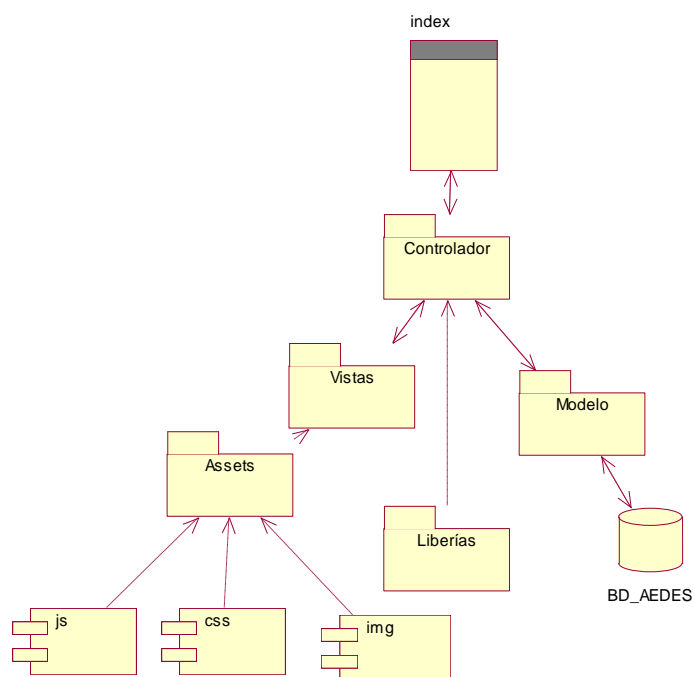 index
Controlador
Vistas
Modelo
Assets
Liberías
BD_AEDES
js
css
img